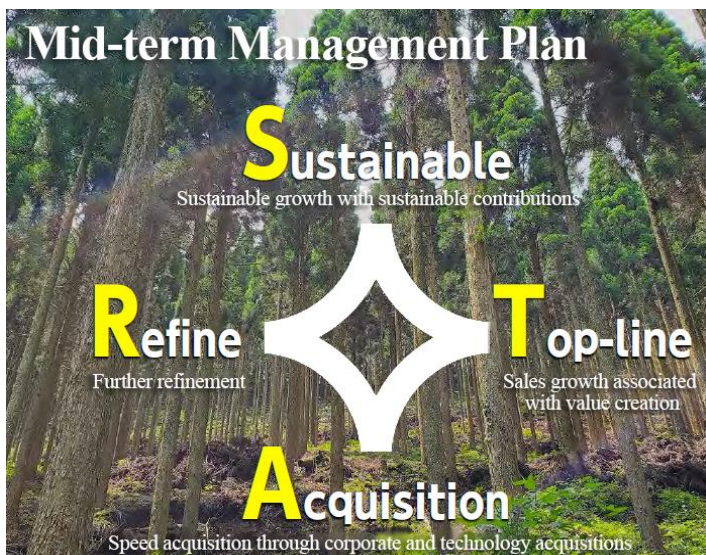 Mid-term Management Plan
Sustainable
Sustainable growth with sustainable contributions
Refine
Further refinement
Top-line
Sales growth associated
with value creation
Acquisition
Speed acquisition through corporate and technology acquisitions